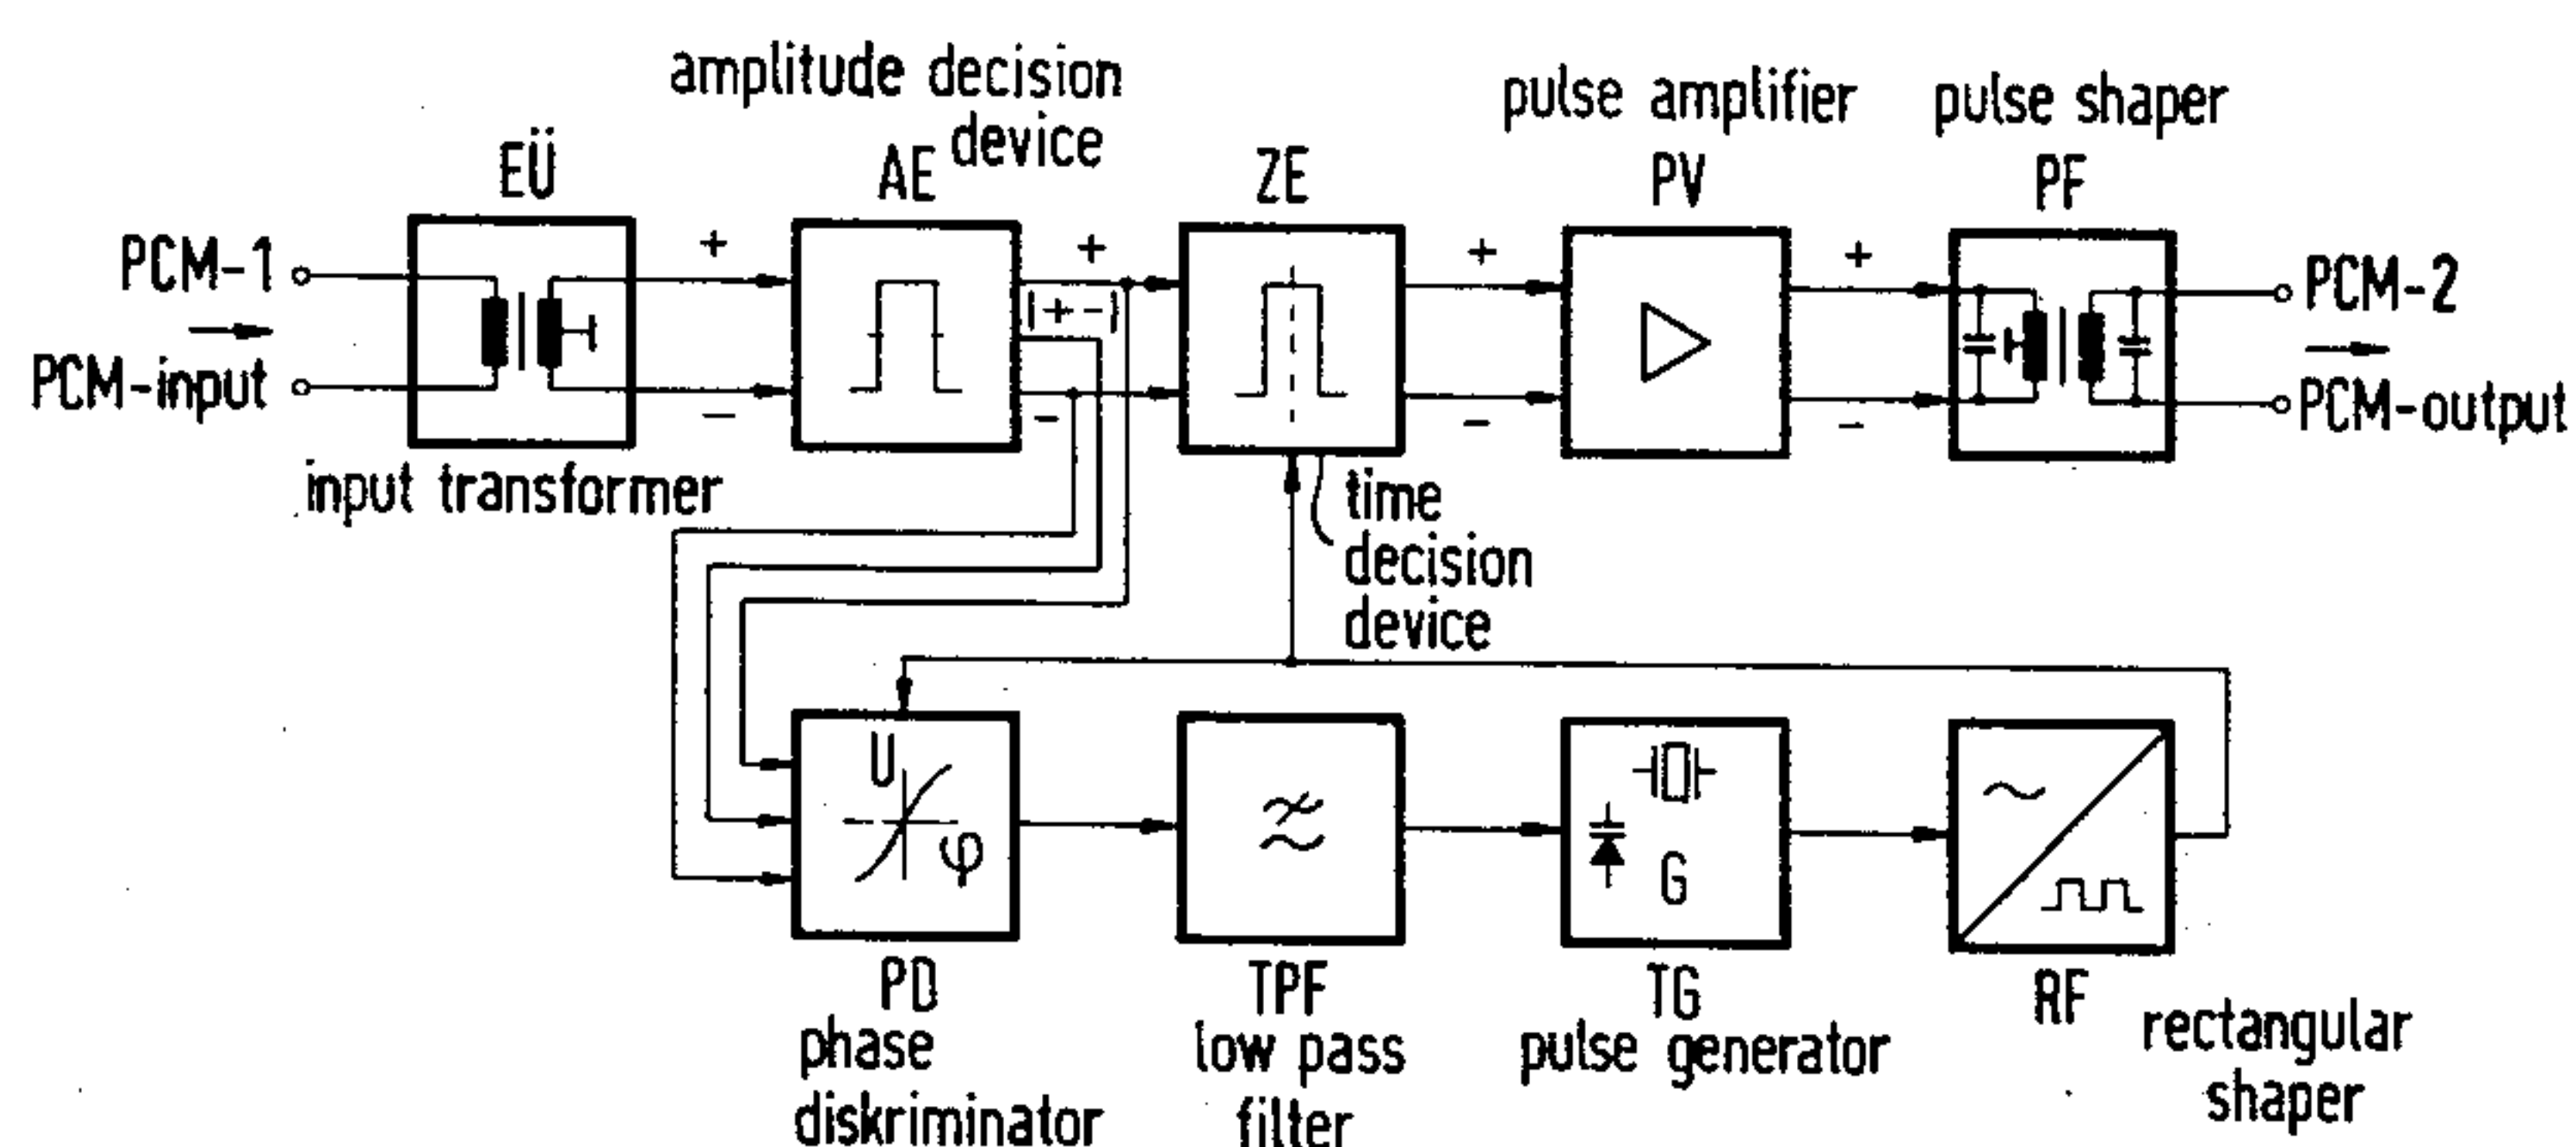 amplitude decision
device
pulse amplifier
pulse shaper
EÜ
AE
ZE
PV
PF
PCM-1
PCM-input
+
−
+
|+-|
-
+
−
+
−
PCM-2
PCM-output
input transformer
time
decision
device
U
φ
G
PD
phase
diskriminator
TPF
low pass
filter
TG
pulse generator
RF
rectangular
shaper